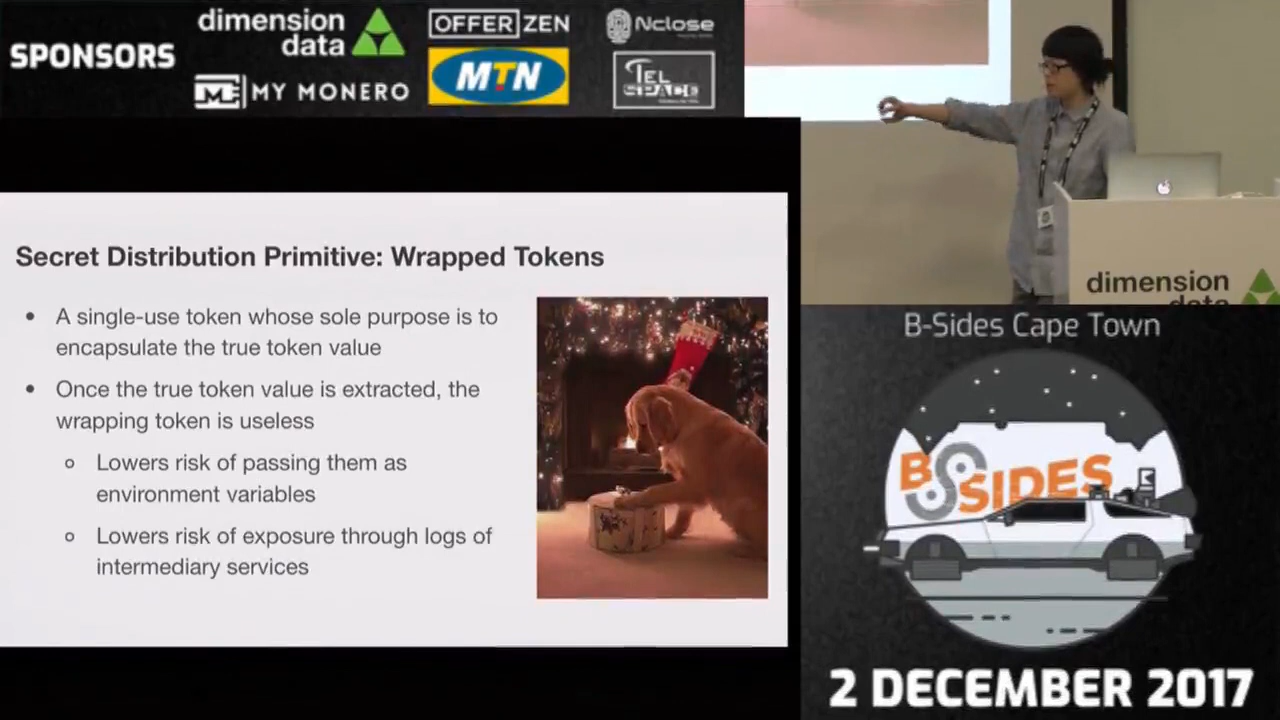 SPONSORS
dimension
data
OFFERZEN
Nclose
MY MONERO
MTN
TEL
SPACE
Secret Distribution Primitive: Wrapped Tokens
• A single-use token whose sole purpose is to
encapsulate the true token value
• Once the true token value is extracted, the
wrapping token is useless
○ Lowers risk of passing them as
environment variables
○ Lowers risk of exposure through logs of
intermediary services
dimension
data
B-Sides Cape Town
BSIDES
2 DECEMBER 2017